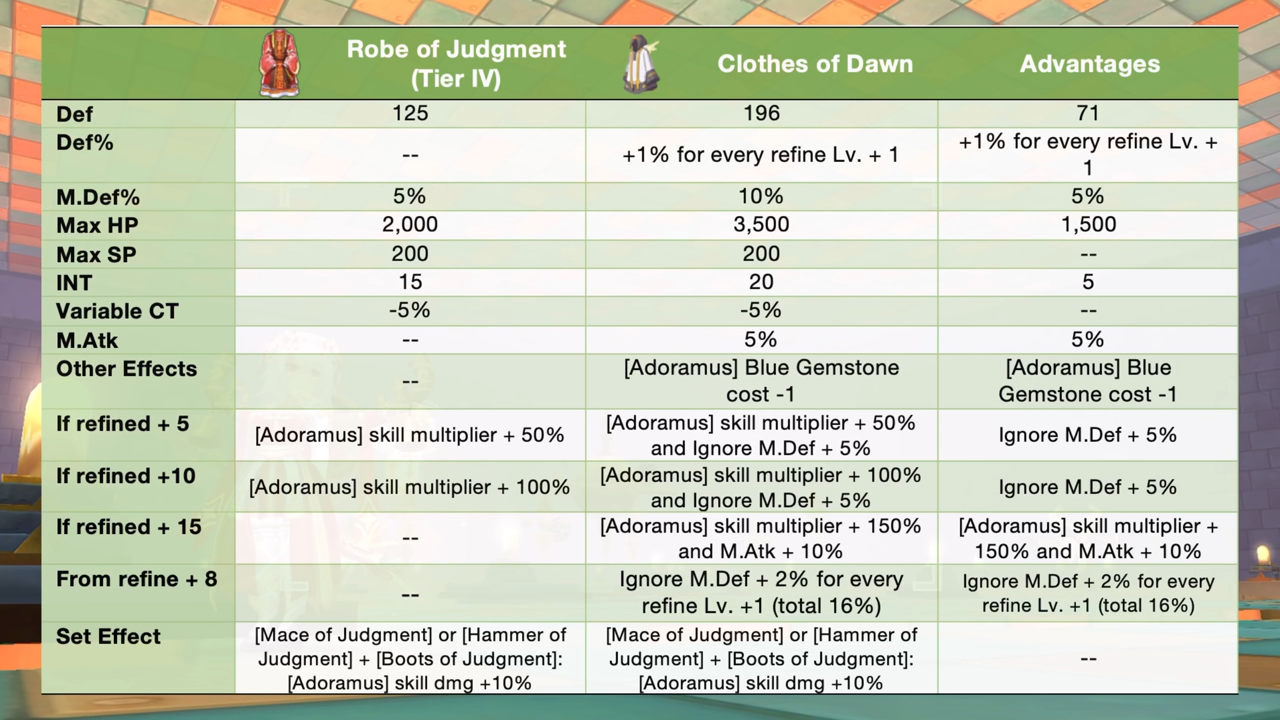 Robe of Judgment
(Tier IV)
Clothes of Dawn
Advantages
Def
125
196
71
Def%
--
+1% for every refine Lv. + 1
+1% for every refine Lv. +
1
M.Def%
5%
10%
5%
Max HP
2,000
3,500
1,500
Max SP
200
200
--
INT
15
20
5
Variable CT
-5%
-5%
--
M.Atk
--
5%
5%
Other Effects
--
[Adoramus] Blue Gemstone
cost -1
[Adoramus] Blue
Gemstone cost -1
If refined + 5
[Adoramus] skill multiplier + 50%
[Adoramus] skill multiplier + 50%
and Ignore M.Def + 5%
Ignore M.Def + 5%
If refined +10
[Adoramus] skill multiplier + 100%
[Adoramus] skill multiplier + 100%
and Ignore M.Def + 5%
Ignore M.Def + 5%
If refined + 15
--
[Adoramus] skill multiplier + 150%
and M.Atk + 10%
[Adoramus] skill multiplier +
150% and M.Atk + 10%
From refine + 8
--
Ignore M.Def + 2% for every
refine Lv. +1 (total 16%)
Ignore M.Def + 2% for every
refine Lv. +1 (total 16%)
Set Effect
[Mace of Judgment] or [Hammer of
Judgment] + [Boots of Judgment]:
[Adoramus] skill dmg +10%
[Mace of Judgment] or [Hammer of
Judgment] + [Boots of Judgment]:
[Adoramus] skill dmg +10%
--